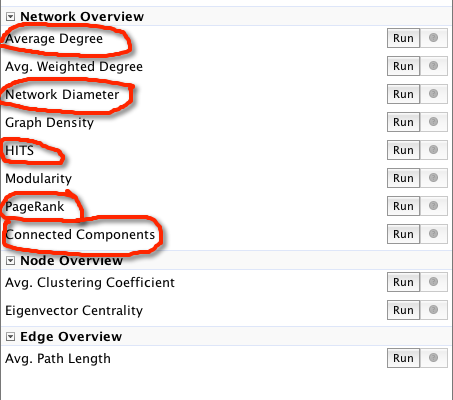 Network Overview
Average Degree Run
Avg. Weighted Degree Run
Network Diameter Run
Graph Density Run
HITS Run
Modularity Run
PageRank Run
Connected Components Run
Node Overview
Avg. Clustering Coefficient Run
Eigenvector Centrality Run
Edge Overview
Avg. Path Length Run